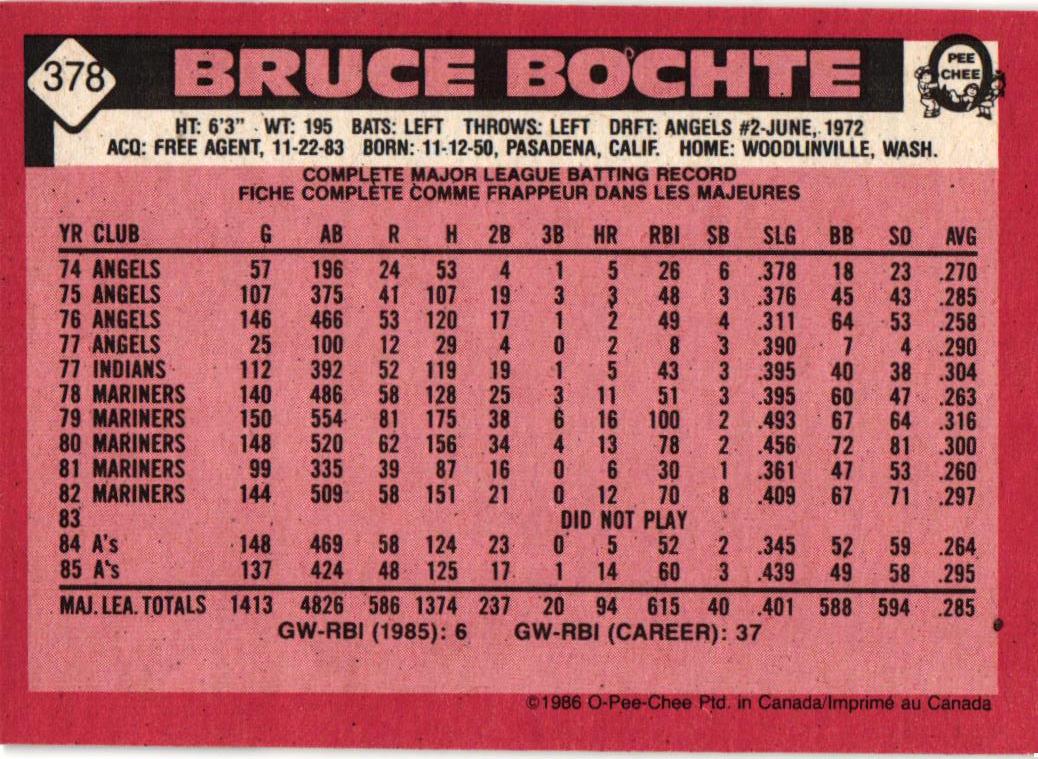 378
BRUCE BOCHTE
PEE
CHEE
HT: 6'3" WT: 195 BATS: LEFT THROWS: LEFT DRFT: ANGELS #2-JUNE, 1972
ACQ: FREE AGENT, 11-22-83 BORN: 11-12-50, PASADENA, CALIF. HOME: WOODLINVILLE, WASH.
COMPLETE MAJOR LEAGUE BATTING RECORD
FICHE COMPLÈTE COMME FRAPPEUR DANS LES MAJEURES
YR CLUB G AB R H 2B 3B HR RBI SB SLG BB SO AVG
74 ANGELS 57 196 24 53 4 1 5 26 6 .378 18 23 .270
75 ANGELS 107 375 41 107 19 3 3 48 3 .376 45 43 .285
76 ANGELS 146 466 53 120 17 1 2 49 4 .311 64 53 .258
77 ANGELS 25 100 12 29 4 0 2 8 3 .390 7 4 .290
77 INDIANS 112 392 52 119 19 1 5 43 3 .395 40 38 .304
78 MARINERS 140 486 58 128 25 3 11 51 3 .395 60 47 .263
79 MARINERS 150 554 81 175 38 6 16 100 2 .493 67 64 .316
80 MARINERS 148 520 62 156 34 4 13 78 2 .456 72 81 .300
81 MARINERS 99 335 39 87 16 0 6 30 1 .361 47 53 .260
82 MARINERS 144 509 58 151 21 0 12 70 8 .409 67 71 .297
83 DID NOT PLAY
84 A's 148 469 58 124 23 0 5 52 2 .345 52 59 .264
85 A's 137 424 48 125 17 1 14 60 3 .439 49 58 .295
MAJ. LEA. TOTALS 1413 4826 586 1374 237 20 94 615 40 .401 588 594 .285
GW-RBI (1985): 6 GW-RBI (CAREER): 37
©1986 O-Pee-Chee Ptd. in Canada/Imprimé au Canada